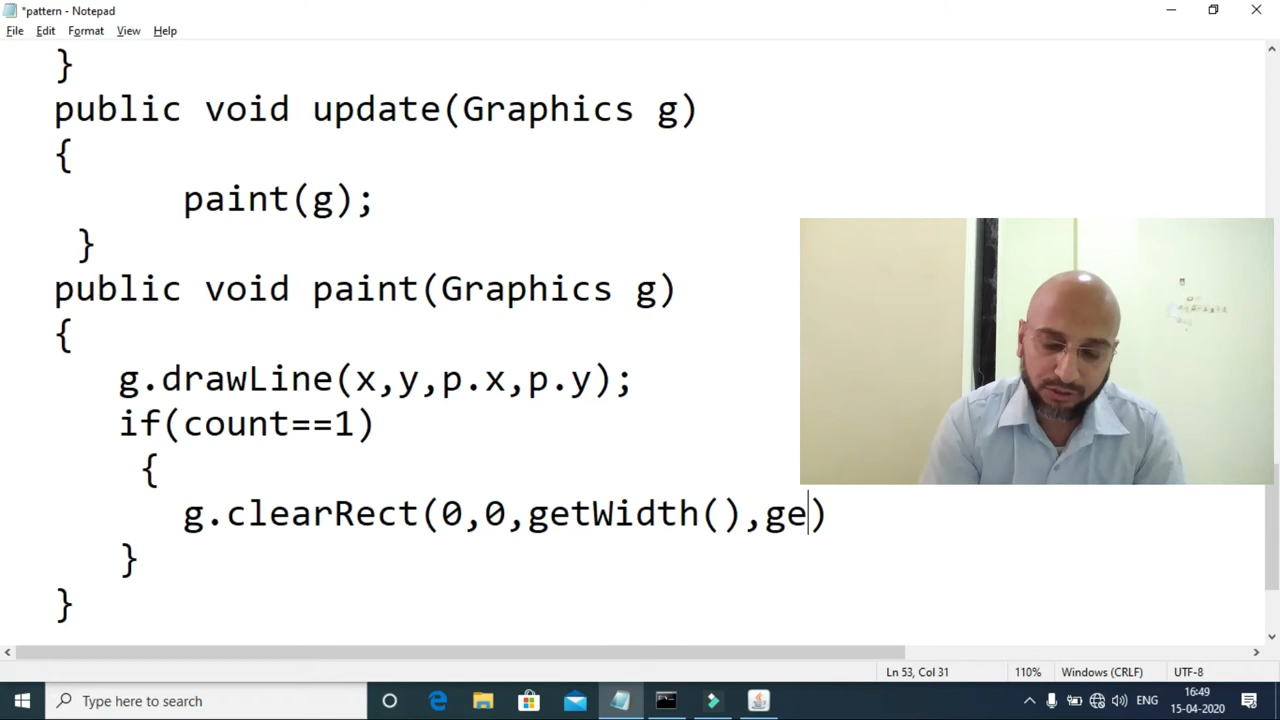 *pattern - Notepad
File Edit Format View Help
}
public void update(Graphics g)
{
paint(g);
}
public void paint(Graphics g)
{
g.drawLine(x,y,p.x,p.y);
if(count==1)
{
g.clearRect(0,0,getWidth(),ge)
}
}
Ln 53, Col 31 110% Windows (CRLF) UTF-8
Type here to search
ENG
16:49
15-04-2020